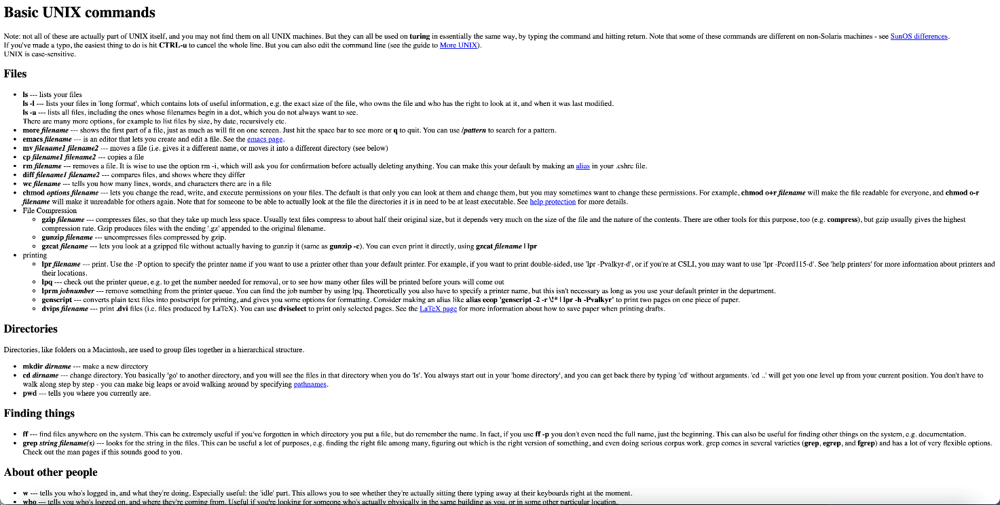 Basic UNIX commands
Note: not all of these are actually part of UNIX itself, and you may not find them on all UNIX machines. But they can all be used on turing in essentially the same way, by typing the command and hitting return. Note that some of these commands are different on non-Solaris machines - see SunOS differences.
If you've made a typo, the easiest thing to do is hit CTRL-u to cancel the whole line. But you can also edit the command line (see the guide to More UNIX).
UNIX is case-sensitive.
Files
• ls --- lists your files
ls -l --- lists your files in 'long format', which contains lots of useful information, e.g. the exact size of the file, who owns the file and who has the right to look at it, and when it was last modified.
ls -a --- lists all files, including the ones whose filenames begin in a dot, which you do not always want to see.
There are many more options, for example to list files by size, by date, recursively etc.
• more filename --- shows the first part of a file, just as much as will fit on one screen. Just hit the space bar to see more or q to quit. You can use /pattern to search for a pattern.
• emacs filename --- is an editor that lets you create and edit a file. See the emacs page.
• mv filename1 filename2 --- moves a file (i.e. gives it a different name, or moves it into a different directory (see below)
• cp filename1 filename2 --- copies a file
• rm filename --- removes a file. It is wise to use the option rm -i, which will ask you for confirmation before actually deleting anything. You can make this your default by making an alias in your .cshrc file.
• diff filename1 filename2 --- compares files, and shows where they differ
• wc filename --- tells you how many lines, words, and characters there are in a file
• chmod options filename --- lets you change the read, write, and execute permissions on your files. The default is that only you can look at them and change them, but you may sometimes want to change these permissions. For example, chmod o+r filename will make the file readable for everyone, and chmod o-r
filename will make it unreadable for others again. Note that for someone to be able to actually look at the file the directories it is in need to be at least executable. See help protection for more details.
• File Compression
◦ gzip filename --- compresses files, so that they take up much less space. Usually text files compress to about half their original size, but it depends very much on the size of the file and the nature of the contents. There are other tools for this purpose, too (e.g. compress), but gzip usually gives the highest
compression rate. Gzip produces files with the ending '.gz' appended to the original filename.
◦ gunzip filename --- uncompresses files compressed by gzip.
◦ gzcat filename --- lets you look at a gzipped file without actually having to gunzip it (same as gunzip -c). You can even print it directly, using gzcat filename | lpr
• printing
◦ lpr filename --- print. Use the -P option to specify the printer name if you want to use a printer other than your default printer. For example, if you want to print double-sided, use 'lpr -Pvalkyr-d', or if you're at CSLI, you may want to use 'lpr -Pcord115-d'. See 'help printers' for more information about printers and
their locations.
◦ lpq --- check out the printer queue, e.g. to get the number needed for removal, or to see how many other files will be printed before yours will come out
◦ lprm jobnumber --- remove something from the printer queue. You can find the job number by using lpq. Theoretically you also have to specify a printer name, but this isn't necessary as long as you use your default printer in the department.
◦ genscript --- converts plain text files into postscript for printing, and gives you some options for formatting. Consider making an alias like alias ecop 'genscript -2 -r \!* | lpr -h -Pvalkyr' to print two pages on one piece of paper.
◦ dvips filename --- print .dvi files (i.e. files produced by LaTeX). You can use dviselect to print only selected pages. See the LaTeX page for more information about how to save paper when printing drafts.
Directories
Directories, like folders on a Macintosh, are used to group files together in a hierarchical structure.
• mkdir dirname --- make a new directory
• cd dirname --- change directory. You basically 'go' to another directory, and you will see the files in that directory when you do 'ls'. You always start out in your 'home directory', and you can get back there by typing 'cd' without arguments. 'cd ..' will get you one level up from your current position. You don't have to
walk along step by step - you can make big leaps or avoid walking around by specifying pathnames.
• pwd --- tells you where you currently are.
Finding things
• ff --- find files anywhere on the system. This can be extremely useful if you've forgotten in which directory you put a file, but do remember the name. In fact, if you use ff -p you don't even need the full name, just the beginning. This can also be useful for finding other things on the system, e.g. documentation.
• grep string filename(s) --- looks for the string in the files. This can be useful a lot of purposes, e.g. finding the right file among many, figuring out which is the right version of something, and even doing serious corpus work. grep comes in several varieties (grep, egrep, and fgrep) and has a lot of very flexible options.
Check out the man pages if this sounds good to you.
About other people
• w --- tells you who's logged in, and what they're doing. Especially useful: the 'idle' part. This allows you to see whether they're actually sitting there typing away at their keyboards right at the moment.
• who --- tells you who's logged on, and where they're coming from. Useful if you're looking for someone who's actually physically in the same building as you, or in some other particular location.